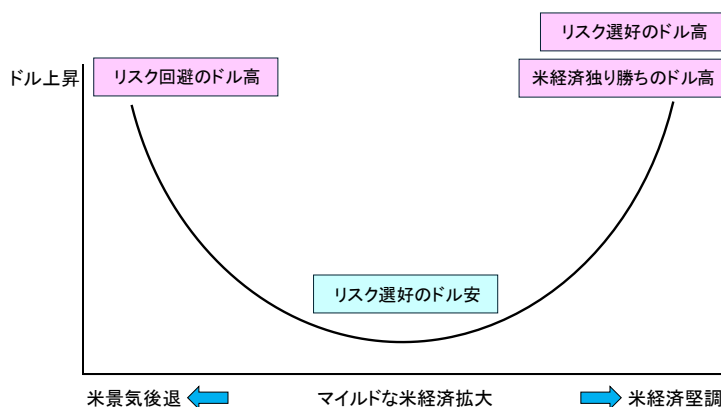 リスク選好のドル高
ドル上昇
リスク回避のドル高
米経済独り勝ちのドル高
リスク選好のドル安
米景気後退
マイルドな米経済拡大
米経済堅調